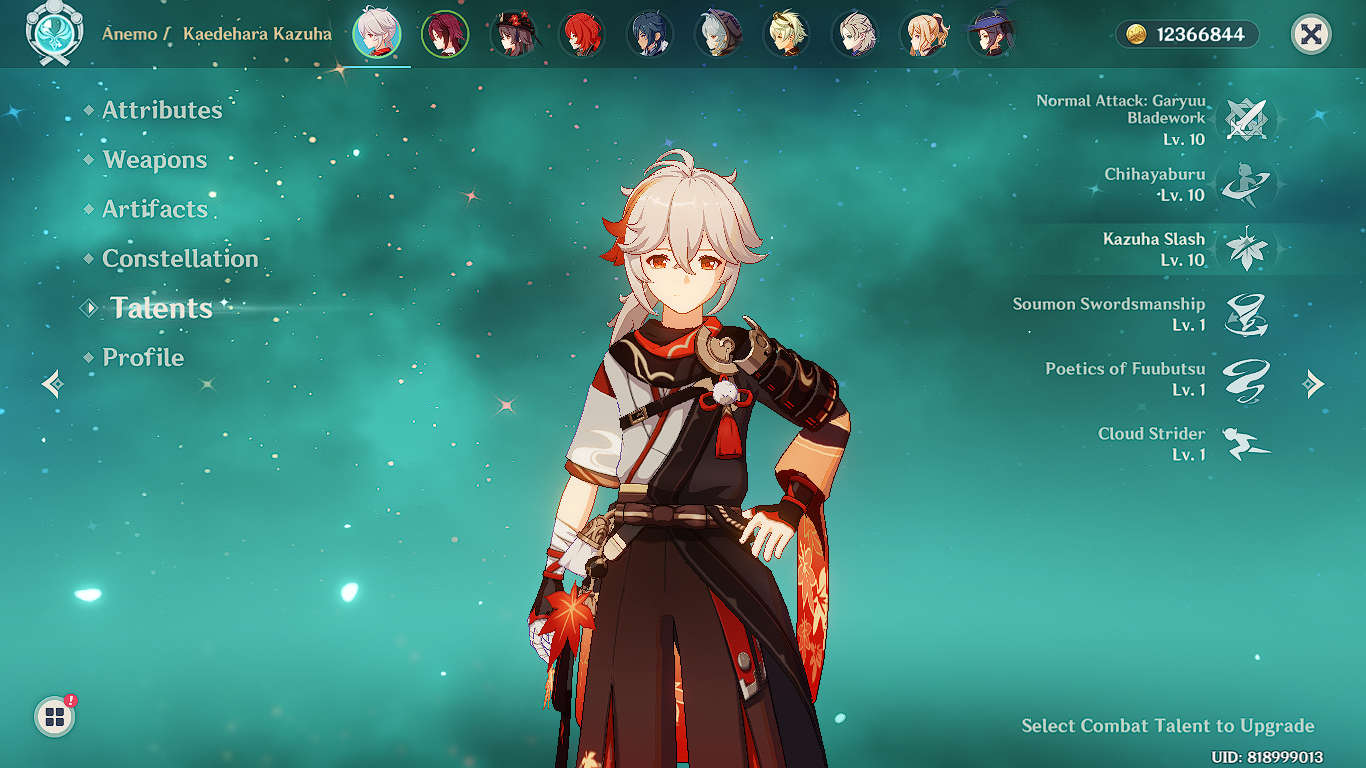 Anemo / Kaedehara Kazuha
12366844
Attributes
Weapons
Artifacts
Constellation
Talents
Profile
Normal Attack: Garyuu
Bladework
Lv. 10
Chihayaburu
Lv. 10
Kazuha Slash
Lv. 10
Soumon Swordsmanship
Lv. 1
Poetics of Fuubutsu
Lv. 1
Cloud Strider
Lv. 1
!
Select Combat Talent to Upgrade
UID: 818999013